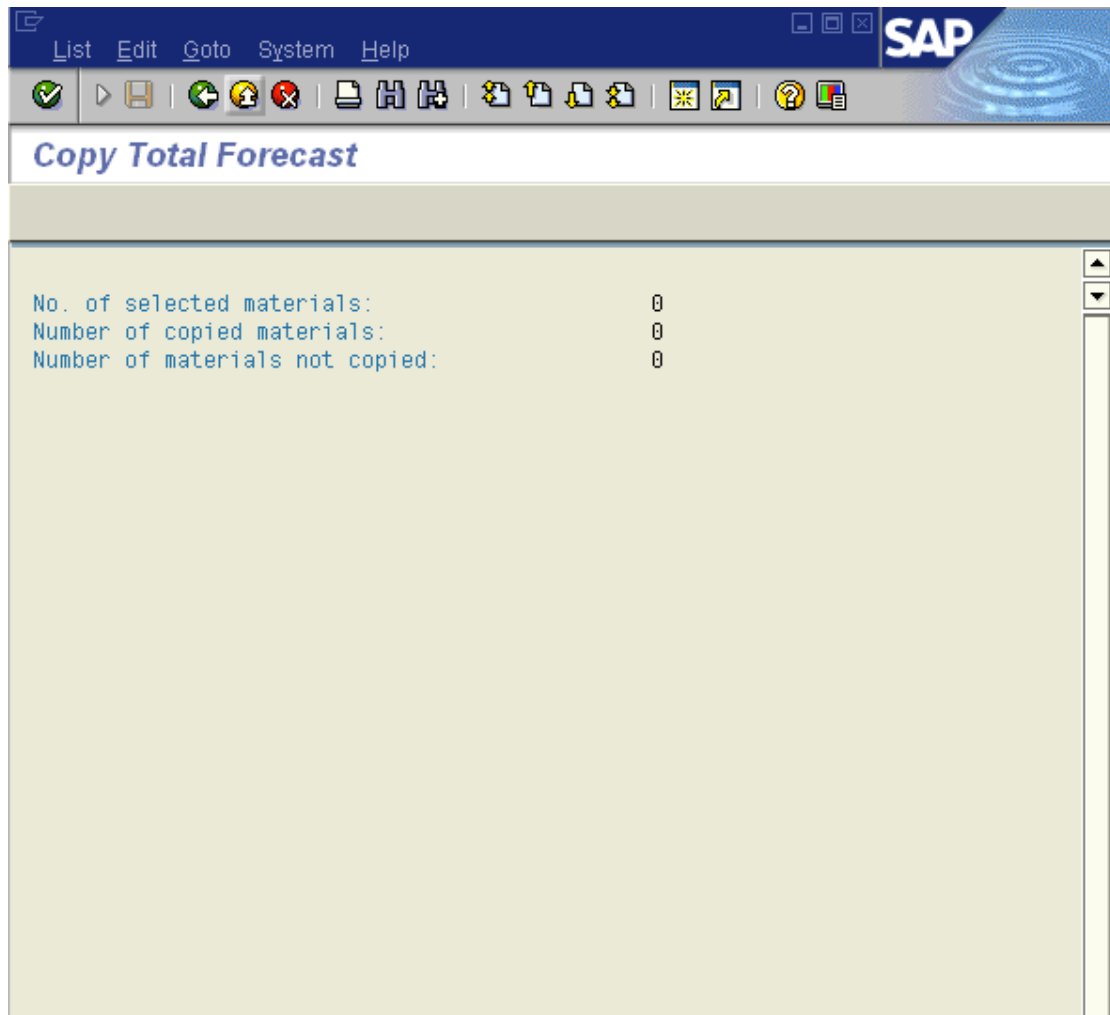 List Edit Goto System Help
SAP
Copy Total Forecast
No. of selected materials: 0
Number of copied materials: 0
Number of materials not copied: 0